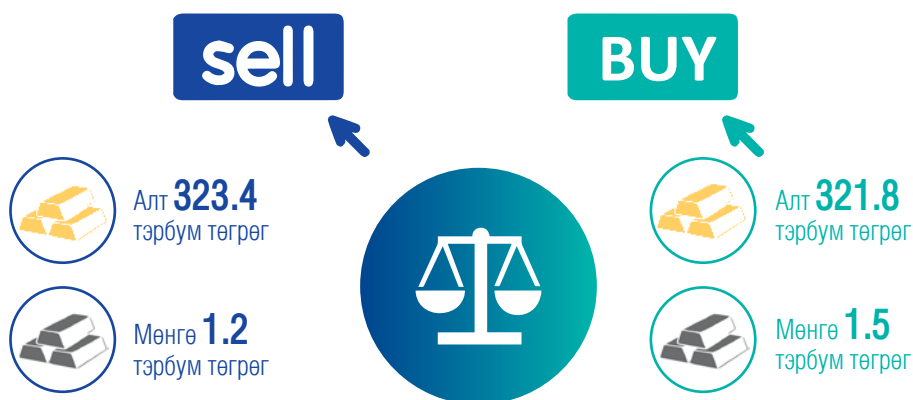 sell
BUY
Алт 323.4
тэрбум төгрөг
Мөнгө 1.2
тэрбум төгрөг
Алт 321.8
тэрбум төгрөг
Мөнгө 1.5
тэрбум төгрөг